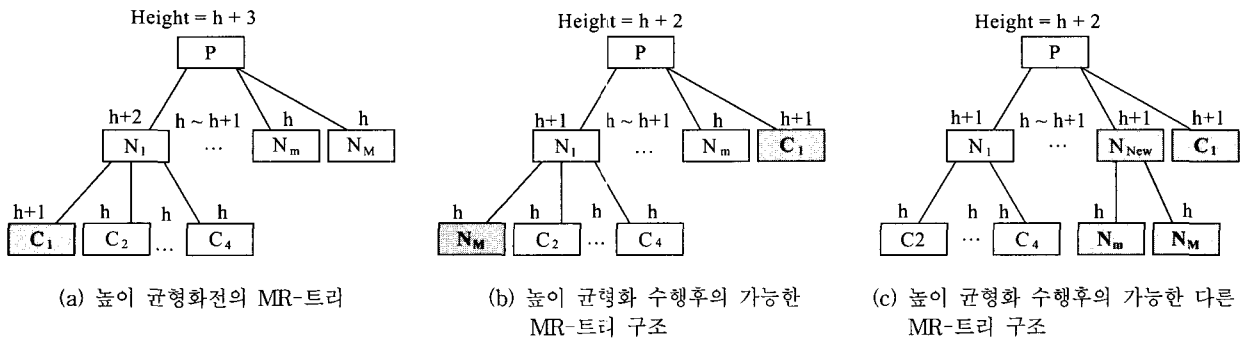 Height = h + 3
P
h+2
h ~ h+1
h
h
N1
...
Nm
NM
h+1
h
h
h
C1
C2
...
C4
(a) 높이 균형화전의 MR-트리
Height = h + 2
P
h+1
h ~ h+1
h
h+1
N1
...
Nm
C1
h
h
h
h
NM
C2
...
C4
(b) 높이 균형화 수행후의 가능한
MR-트리 구조
Height = h + 2
P
h+1
h ~ h+1
h+1
h+1
N1
...
NNew
C1
h
h
h
h
h
C2
...
C4
Nm
NM
(c) 높이 균형화 수행후의 가능한 다른
MR-트리 구조